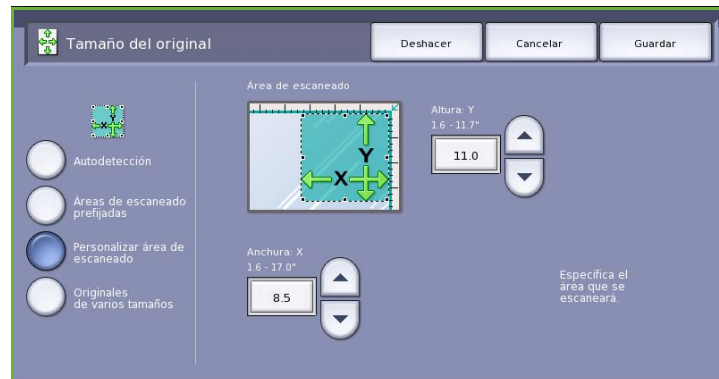 Tamaño del original
Deshacer
Cancelar
Guardar
Autodetección
Áreas de escaneado
prefijadas
Personalizar área de
escaneado
Originales
de varios tamaños
Área de escaneado
Y
X
Altura: Y
1.6 - 11.7"
11.0
Anchura: X
1.6 - 17.0"
8.5
Especifica el
área que se
escaneará.